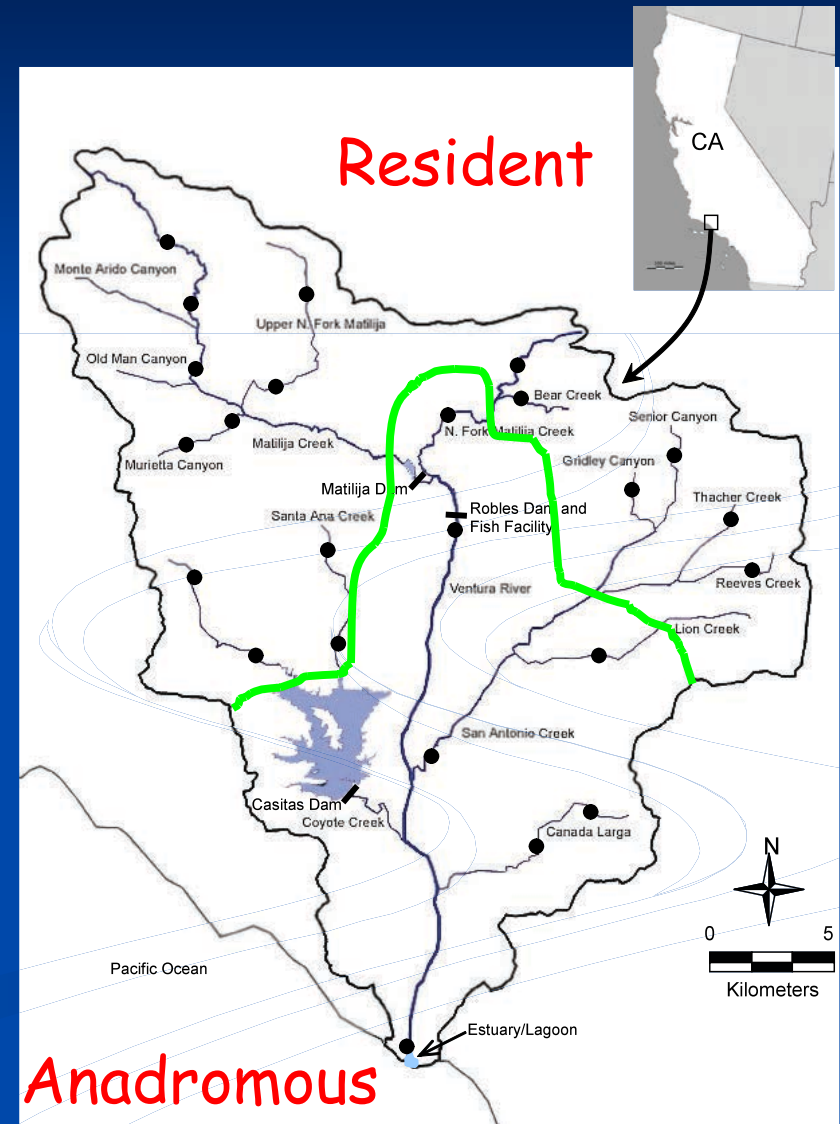 CA
Resident
Monte Arido Canyon
Upper N. Fork Matilija
Old Man Canyon
Bear Creek
Senior Canyon
N. Fork Matilija Creek
Matilija Creek
Murietta Canyon
Gridley Canyon
Matilija Dam
Thacher Creek
Santa Ana Creek
Robles Dam and
Fish Facility
Reeves Creek
Ventura River
Lion Creek
San Antonio Creek
Casitas Dam
Coyote Creek
Canada Larga
N
0 5
Kilometers
Pacific Ocean
Estuary/Lagoon
Anadromous